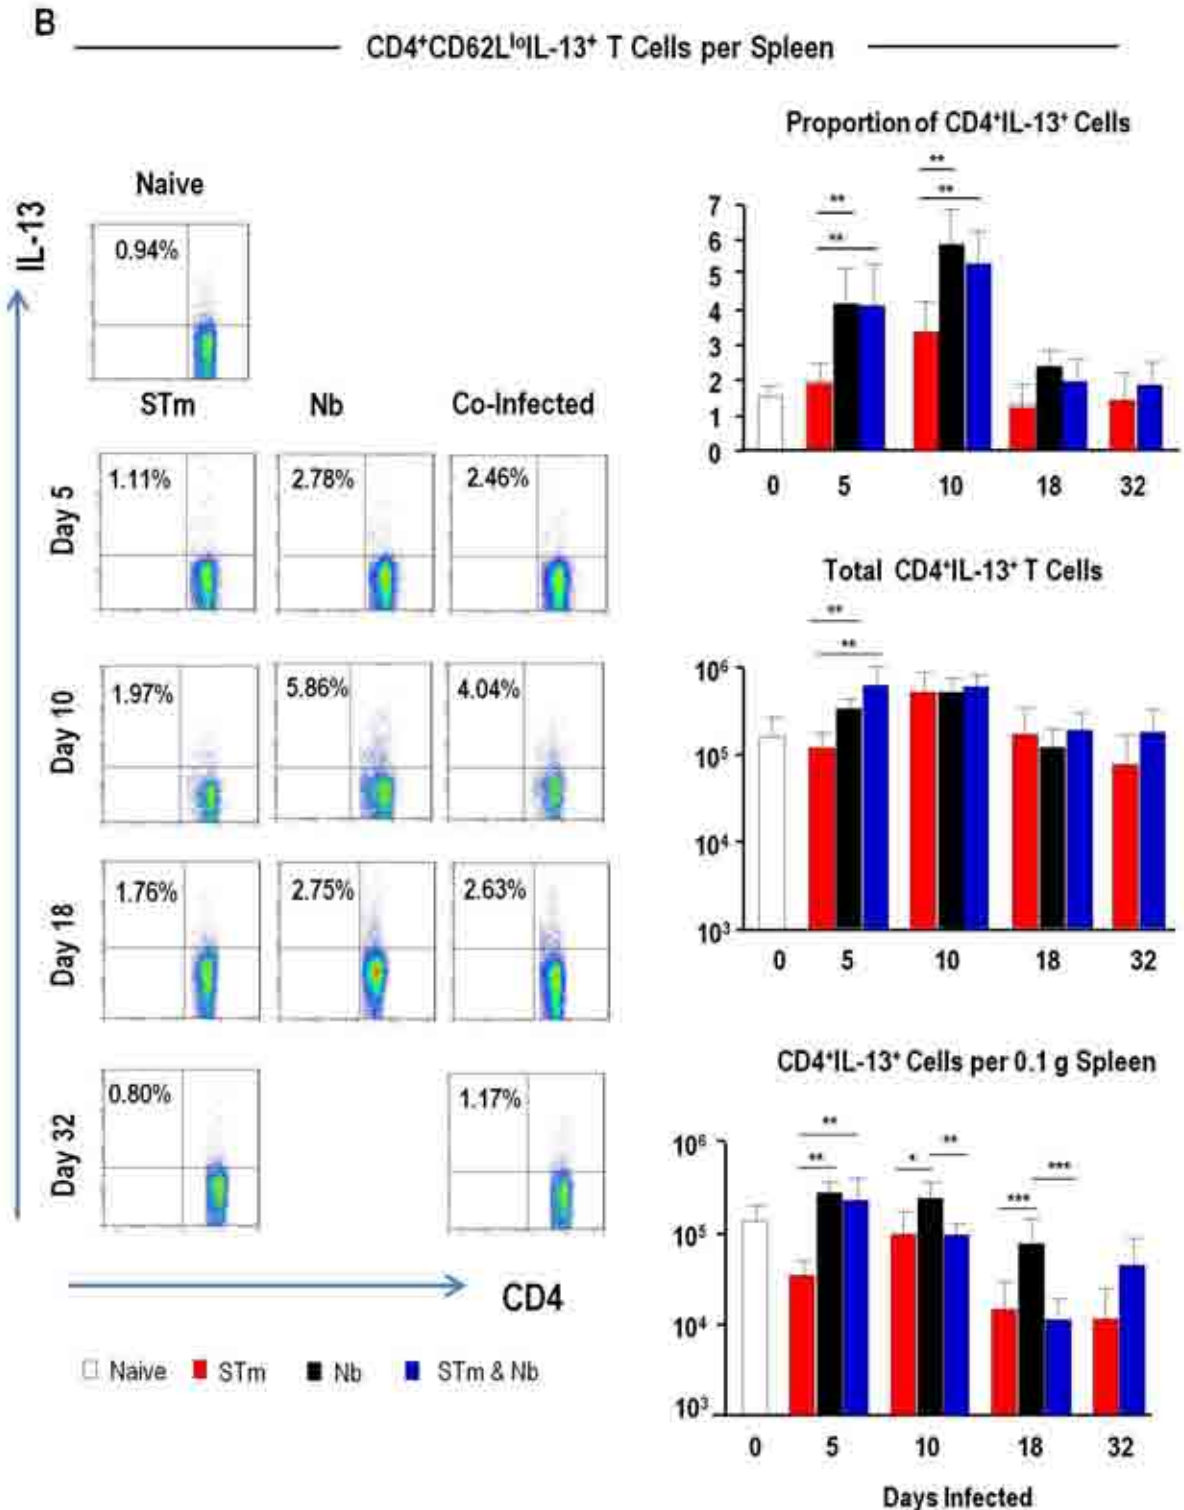 B
CD4⁺CD62LˡᵒIL-13⁺ T Cells per Spleen
IL-13
Naive
0.94%
STm Nb Co-Infected
Day 5
1.11% 2.78% 2.46%
Day 10
1.97% 5.86% 4.04%
Day 18
1.76% 2.75% 2.63%
Day 32
0.80% 1.17%
CD4
Naive STm Nb STm & Nb
Proportion of CD4⁺IL-13⁺ Cells
**
**
**
**
7
6
5
4
3
2
1
0
0 5 10 18 32
Total CD4⁺IL-13⁺ T Cells
**
**
10⁶
10⁵
10⁴
10³
0 5 10 18 32
CD4⁺IL-13⁺ Cells per 0.1 g Spleen
**
**
*
**
***
***
10⁶
10⁵
10⁴
10³
0 5 10 18 32
Days Infected